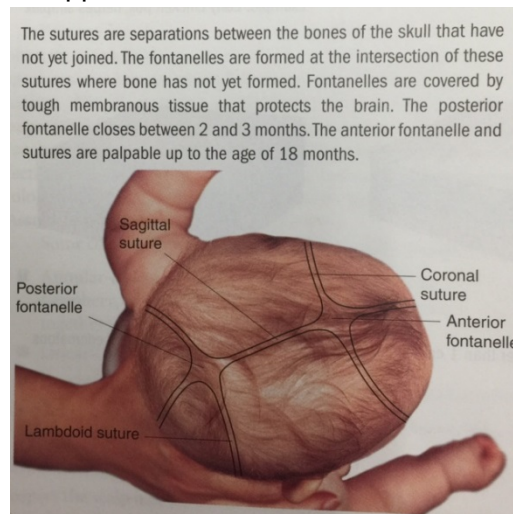 The sutures are separations between the bones of the skull that have
not yet joined. The fontanelles are formed at the intersection of these
sutures where bone has not yet formed. Fontanelles are covered by
tough membranous tissue that protects the brain. The posterior
fontanelle closes between 2 and 3 months. The anterior fontanelle and
sutures are palpable up to the age of 18 months.
Sagittal
suture
Posterior
fontanelle
Coronal
suture
Anterior
fontanelle
Lambdoid suture